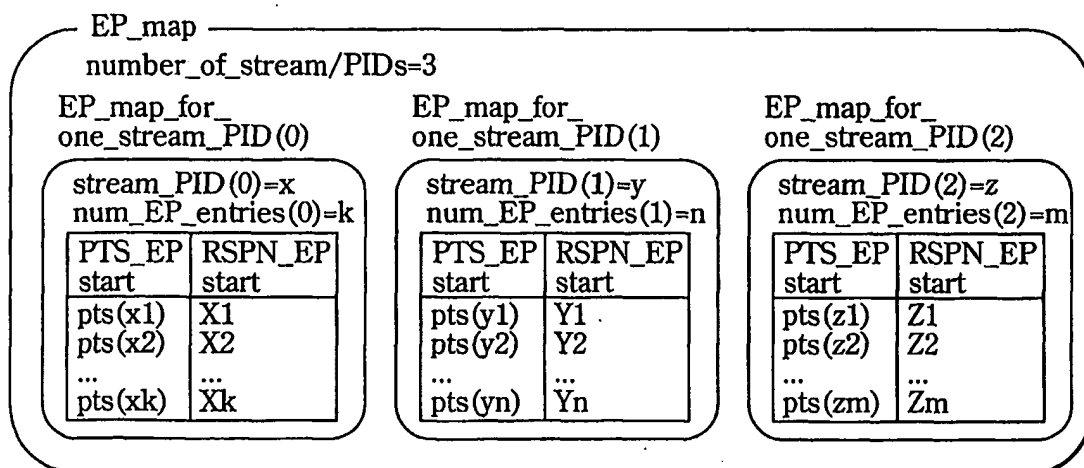 EP_map
number_of_stream/PIDs=3
EP_map_for_
one_stream_PID(0)
stream_PID(0)=x
num_EP_entries(0)=k
PTS_EP RSPN_EP
start start
pts(x1) X1
pts(x2) X2
... ...
pts(xk) Xk
EP_map_for_
one_stream_PID(1)
stream_PID(1)=y
num_EP_entries(1)=n
PTS_EP RSPN_EP
start start
pts(y1) Y1
pts(y2) Y2
... ...
pts(yn) Yn
EP_map_for_
one_stream_PID(2)
stream_PID(2)=z
num_EP_entries(2)=m
PTS_EP RSPN_EP
start start
pts(z1) Z1
pts(z2) Z2
... ...
pts(zm) Zm